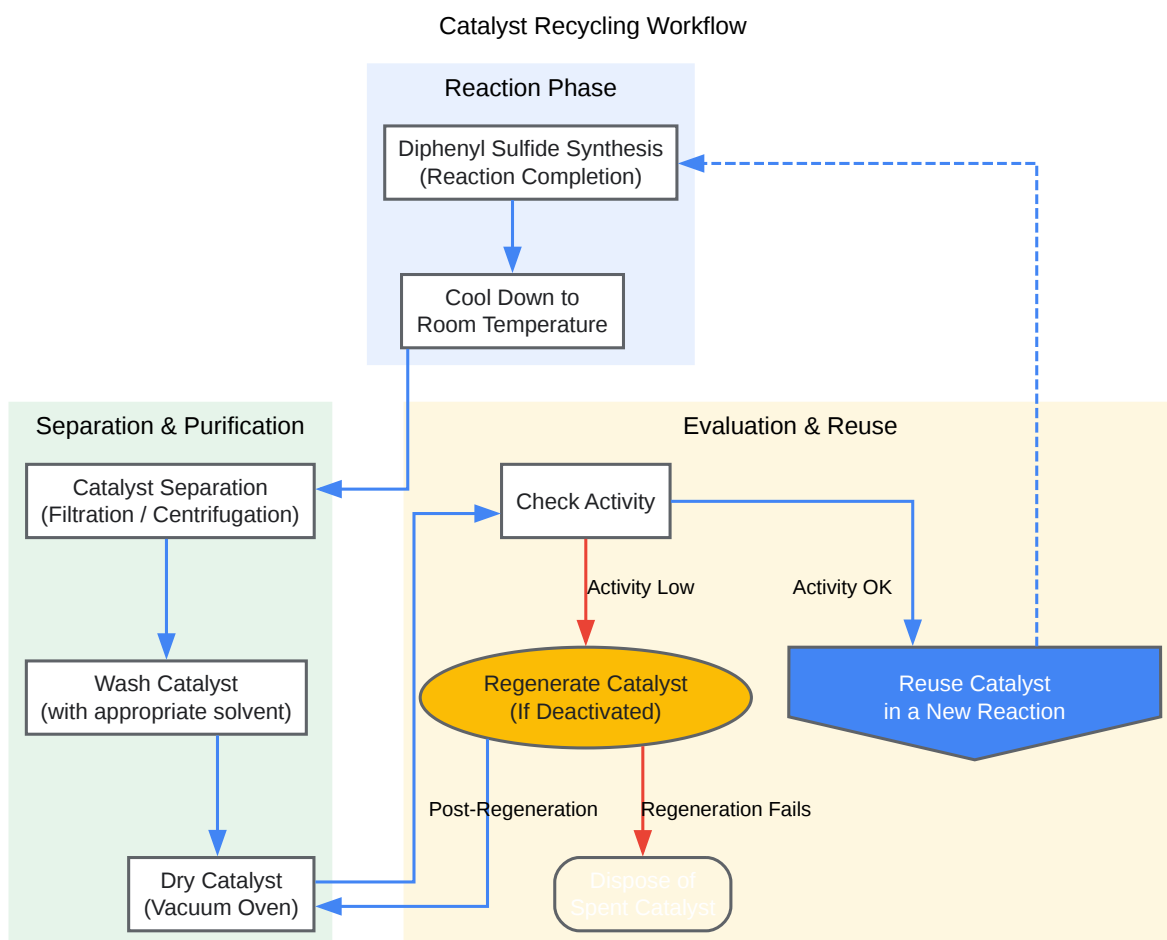 Catalyst Recycling Workflow
Reaction Phase
Diphenyl Sulfide Synthesis
(Reaction Completion)
Cool Down to
Room Temperature
Separation & Purification
Catalyst Separation
(Filtration / Centrifugation)
Wash Catalyst
(with appropriate solvent)
Dry Catalyst
(Vacuum Oven)
Evaluation & Reuse
Check Activity
Activity Low
Activity OK
Regenerate Catalyst
(If Deactivated)
Reuse Catalyst
in a New Reaction
Post-Regeneration
Regeneration Fails
Dispose of
Spent Catalyst